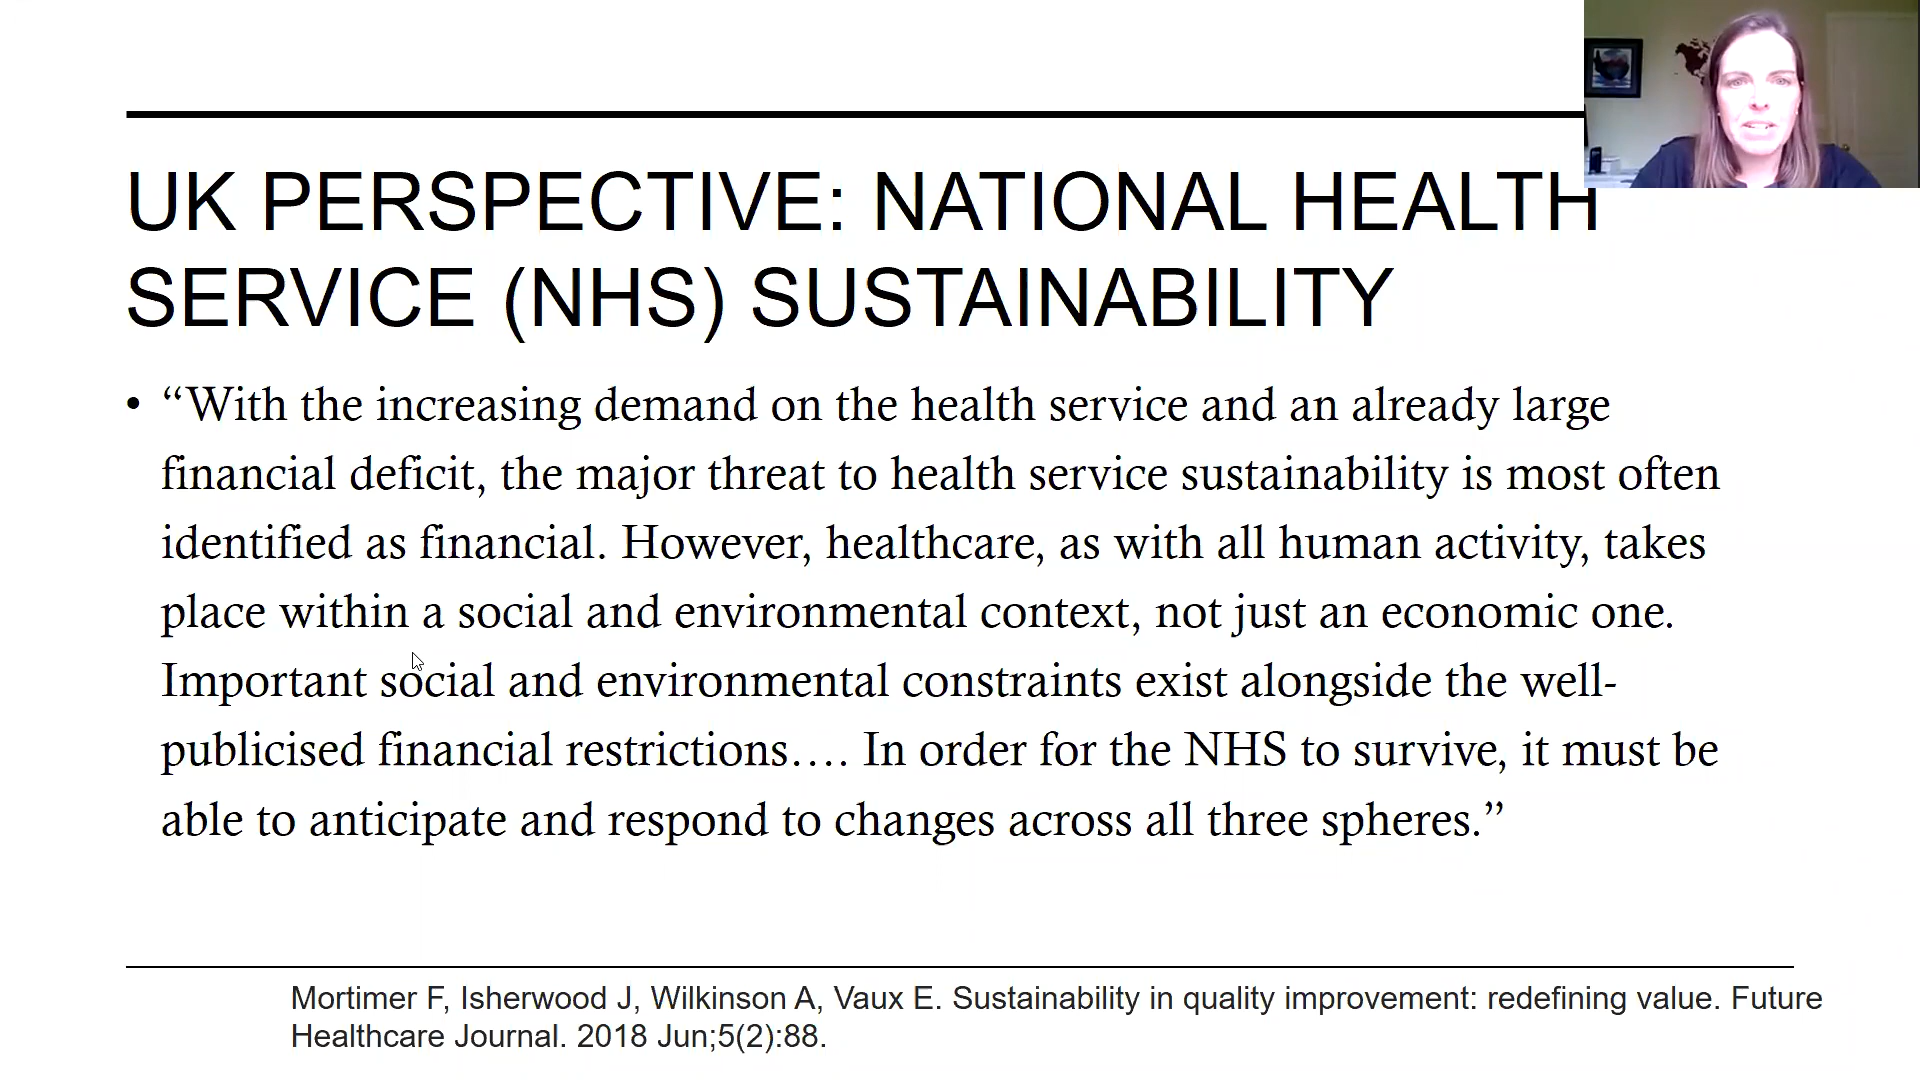 UK PERSPECTIVE: NATIONAL HEALTH
SERVICE (NHS) SUSTAINABILITY
• “With the increasing demand on the health service and an already large
financial deficit, the major threat to health service sustainability is most often
identified as financial. However, healthcare, as with all human activity, takes
place within a social and environmental context, not just an economic one.
Important social and environmental constraints exist alongside the well-
publicised financial restrictions…. In order for the NHS to survive, it must be
able to anticipate and respond to changes across all three spheres.”
Mortimer F, Isherwood J, Wilkinson A, Vaux E. Sustainability in quality improvement: redefining value. Future
Healthcare Journal. 2018 Jun;5(2):88.